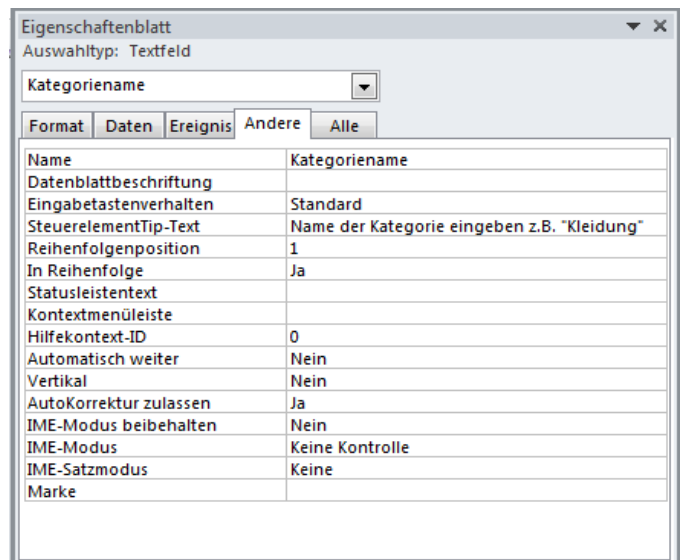 Eigenschaftenblatt
Auswahltyp: Textfeld
Kategoriename
Format Daten Ereignis Andere Alle
Name Kategoriename
Datenblattbeschriftung
Eingabetastenverhalten Standard
SteuerelementTip-Text Name der Kategorie eingeben z.B. "Kleidung"
Reihenfolgenposition 1
In Reihenfolge Ja
Statusleistentext
Kontextmenüleiste
Hilfekontext-ID 0
Automatisch weiter Nein
Vertikal Nein
AutoKorrektur zulassen Ja
IME-Modus beibehalten Nein
IME-Modus Keine Kontrolle
IME-Satzmodus Keine
Marke